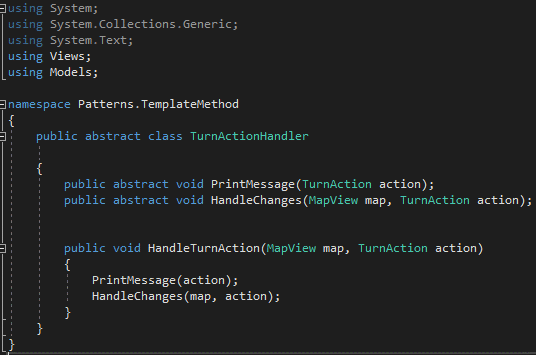 using System;
using System.Collections.Generic;
using System.Text;
using Views;
using Models;

namespace Patterns.TemplateMethod
{
    public abstract class TurnActionHandler

    {
        public abstract void PrintMessage(TurnAction action);
        public abstract void HandleChanges(MapView map, TurnAction action);


        public void HandleTurnAction(MapView map, TurnAction action)
        {
            PrintMessage(action);
            HandleChanges(map, action);
        }
    }
}